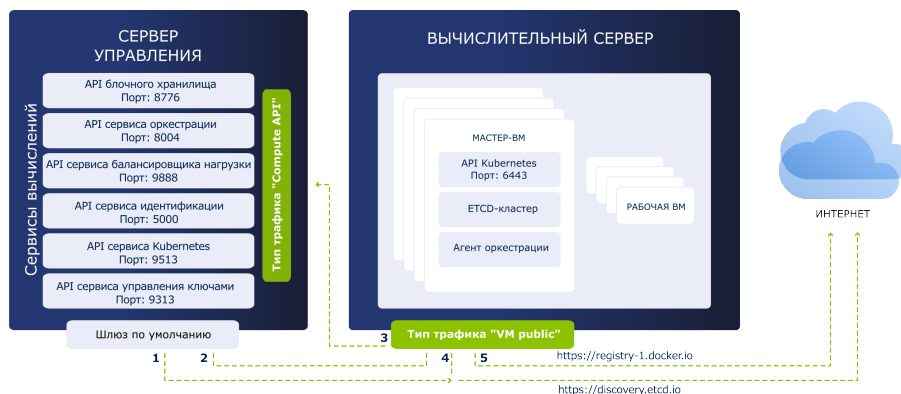 СЕРВЕР
УПРАВЛЕНИЯ
Сервисы вычислений
API блочного хранилища
Порт: 8776
API сервиса оркестрации
Порт: 8004
API сервиса балансировщика нагрузки
Порт: 9888
API сервиса идентификации
Порт: 5000
API сервиса Kubernetes
Порт: 9513
API сервиса управления ключами
Порт: 9313
Тип трафика "Compute API"
Шлюз по умолчанию
1
2
ВЫЧИСЛИТЕЛЬНЫЙ СЕРВЕР
МАСТЕР-ВМ
API Kubernetes
Порт: 6443
ETCD-кластер
Агент оркестрации
РАБОЧАЯ ВМ
3
Тип трафика "VM public"
4
5
https://registry-1.docker.io
https://discovery.etcd.io
ИНТЕРНЕТ